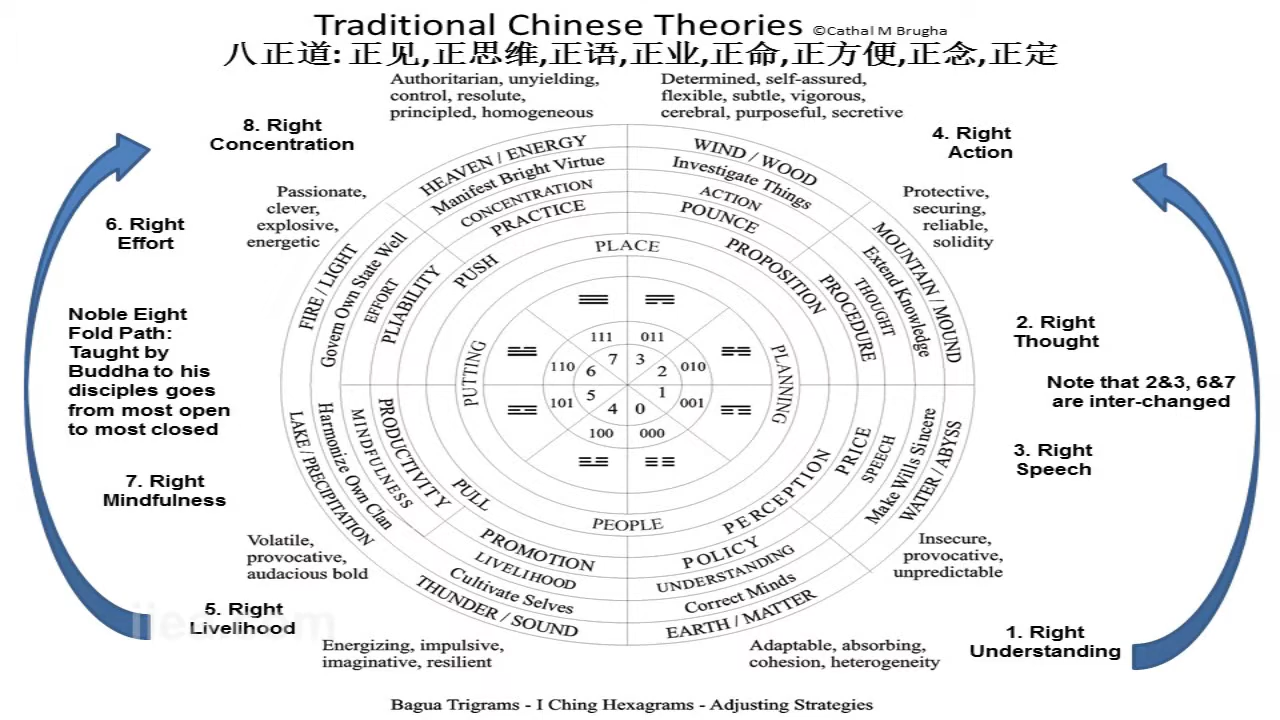 Traditional Chinese Theories ©Cathal M Brugha
八正道: 正见,正思维,正语,正业,正命,正方便,正念,正定
Authoritarian, unyielding,
control, resolute,
principled, homogeneous
Determined, self-assured,
flexible, subtle, vigorous,
cerebral, purposeful, secretive
8. Right
Concentration
4. Right
Action
Passionate,
clever,
explosive,
energetic
Protective,
securing,
reliable,
solidity
6. Right
Effort
Noble Eight
Fold Path:
Taught by
Buddha to his
disciples goes
from most open
to most closed
2. Right
Thought
Note that 2&3, 6&7
are inter-changed
3. Right
Speech
7. Right
Mindfulness
Volatile,
provocative,
audacious bold
Insecure,
provocative,
unpredictable
5. Right
Livelihood
1. Right
Understanding
Energizing, impulsive,
imaginative, resilient
Adaptable, absorbing,
cohesion, heterogeneity
HEAVEN / ENERGY
Manifest Bright Virtue
CONCENTRATION
PRACTICE
WIND / WOOD
Investigate Things
ACTION
POUNCE
MOUNTAIN / MOUND
Extend Knowledge
THOUGHT
PROCEDURE
PROPOSITION
WATER / ABYSS
Make Wills Sincere
SPEECH
PRICE
PERCEPTION
EARTH / MATTER
Correct Minds
UNDERSTANDING
POLICY
THUNDER / SOUND
Cultivate Selves
LIVELIHOOD
PROMOTION
LAKE / PRECIPITATION
Harmonize Own Clan
MINDFULNESS
PRODUCTIVITY
PULL
FIRE / LIGHT
Govern Own State Well
EFFORT
PLIABILITY
PUSH
PLACE
PLANNING
PEOPLE
PUTTING
111 011
110 7 3 010
6 2
5 1
101 4 0 001
100 000
Bagua Trigrams - I Ching Hexagrams - Adjusting Strategies